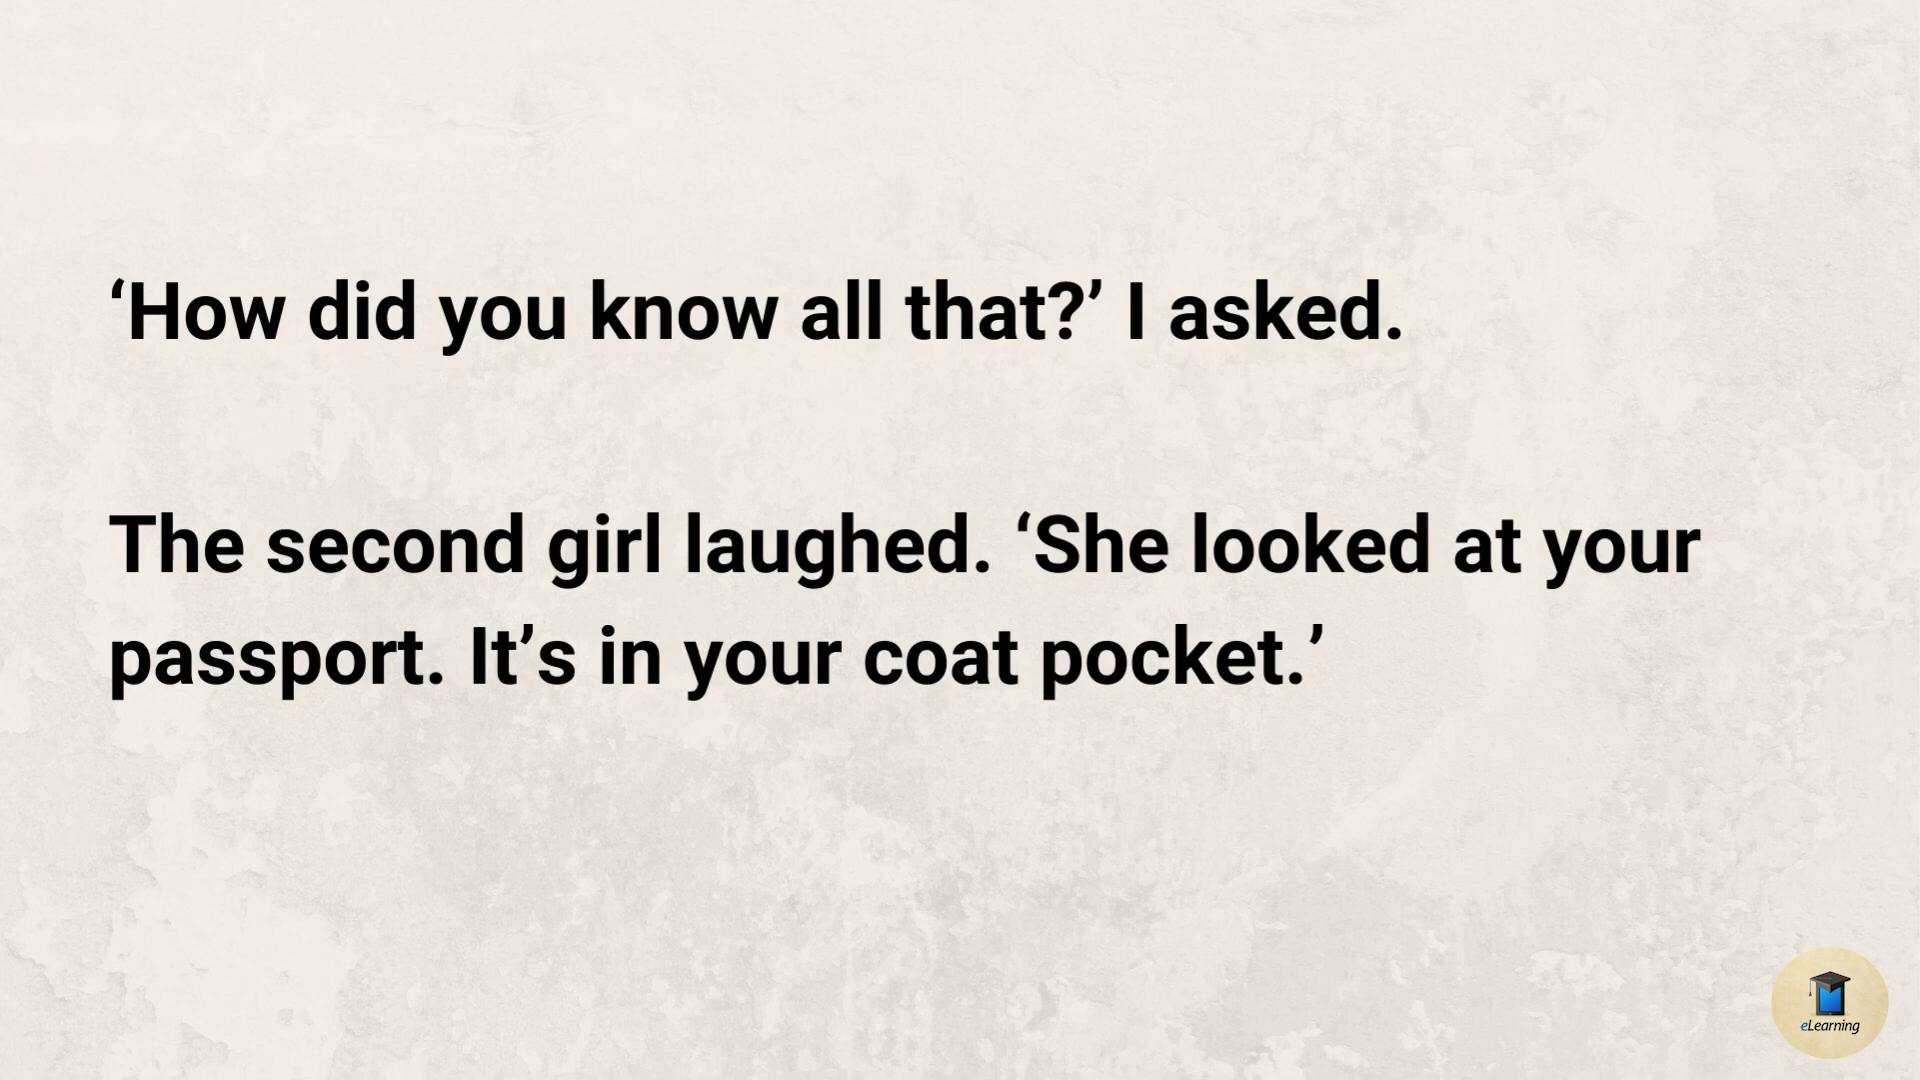 ‘How did you know all that?’ I asked.
The second girl laughed. ‘She looked at your
passport. It’s in your coat pocket.’
eLearning